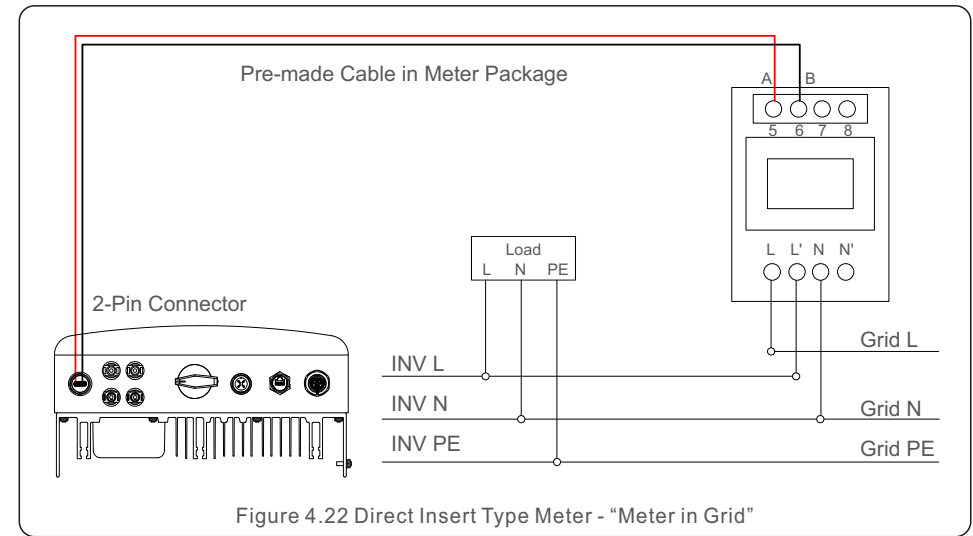 Pre-made Cable in Meter Package
A B
5 6 7 8
Load
L N PE
L L' N N'
2-Pin Connector
Grid L
INV L
INV N
Grid N
INV PE
Grid PE
Figure 4.22 Direct Insert Type Meter - “Meter in Grid”